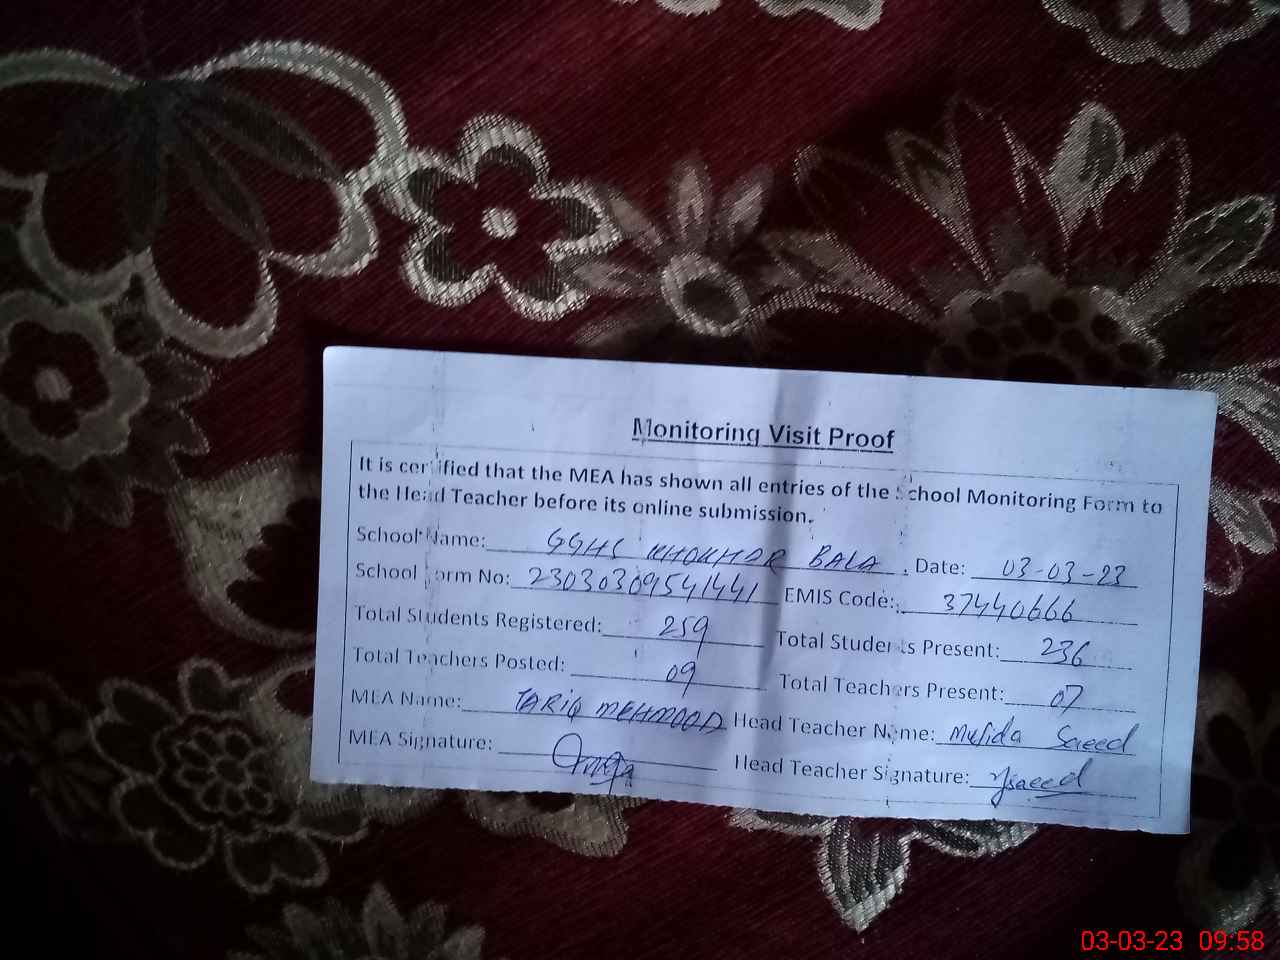 Monitoring Visit Proof
It is certified that the MEA has shown all entries of the School Monitoring Form to
the Head Teacher before its online submission.
School Name: GGHS KHOKHAR BALA . Date: 03-03-23
School Form No: 23030309541441 EMIS Code: 37440666
Total Students Registered: 259 Total Students Present: 236
Total Teachers Posted: 09 Total Teachers Present: 07
MEA Name: TARIQ MEHMOOD Head Teacher Name: Saeed
MEA Signature: Head Teacher Signature: saeed
03-03-23 09:58